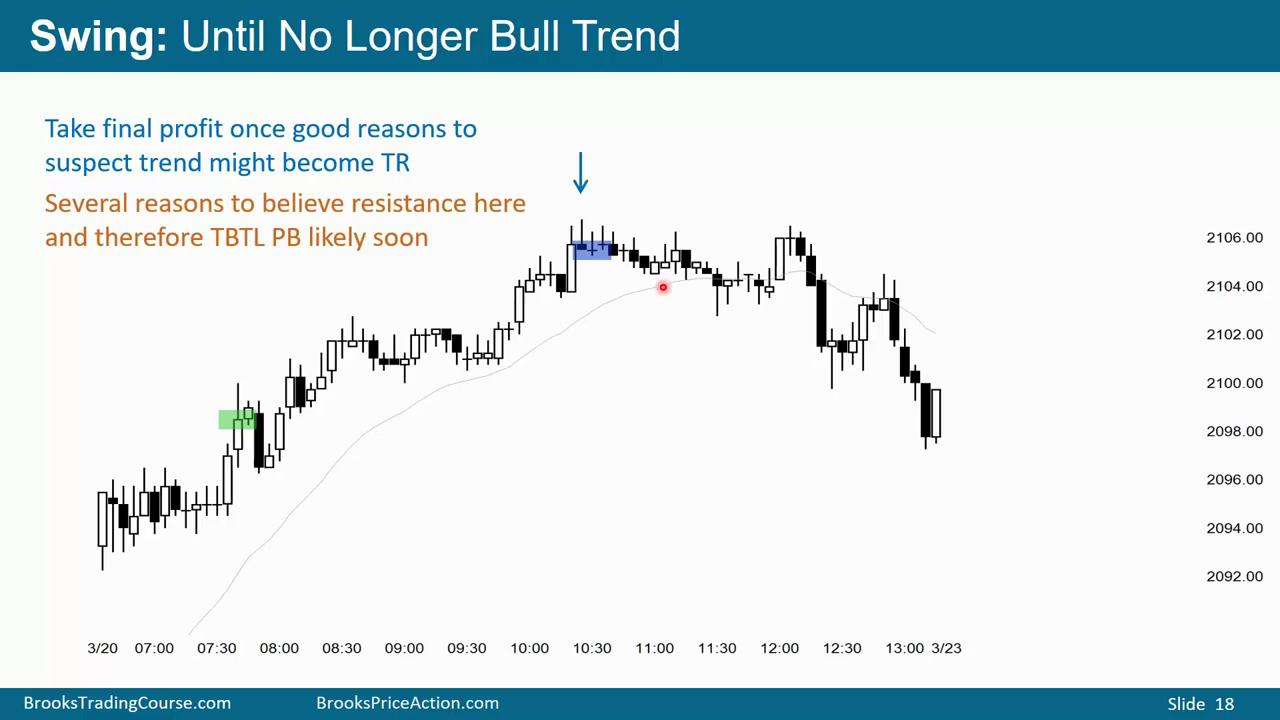 Swing: Until No Longer Bull Trend
Take final profit once good reasons to
suspect trend might become TR
Several reasons to believe resistance here
and therefore TBTL PB likely soon
2106.00
2104.00
2102.00
2100.00
2098.00
2096.00
2094.00
2092.00
3/20 07:00 07:30 08:00 08:30 09:00 09:30 10:00 10:30 11:00 11:30 12:00 12:30 13:00 3/23
BrooksTradingCourse.com BrooksPriceAction.com Slide 18